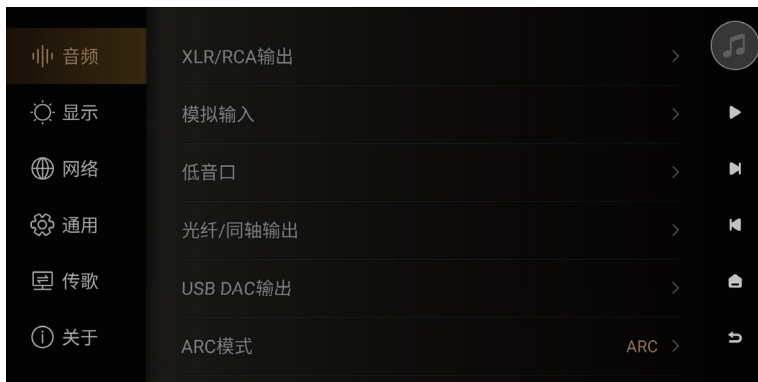 音频
显示
网络
通用
传歌
关于
XLR/RCA输出
模拟输入
低音口
光纤/同轴输出
USB DAC输出
ARC模式 ARC